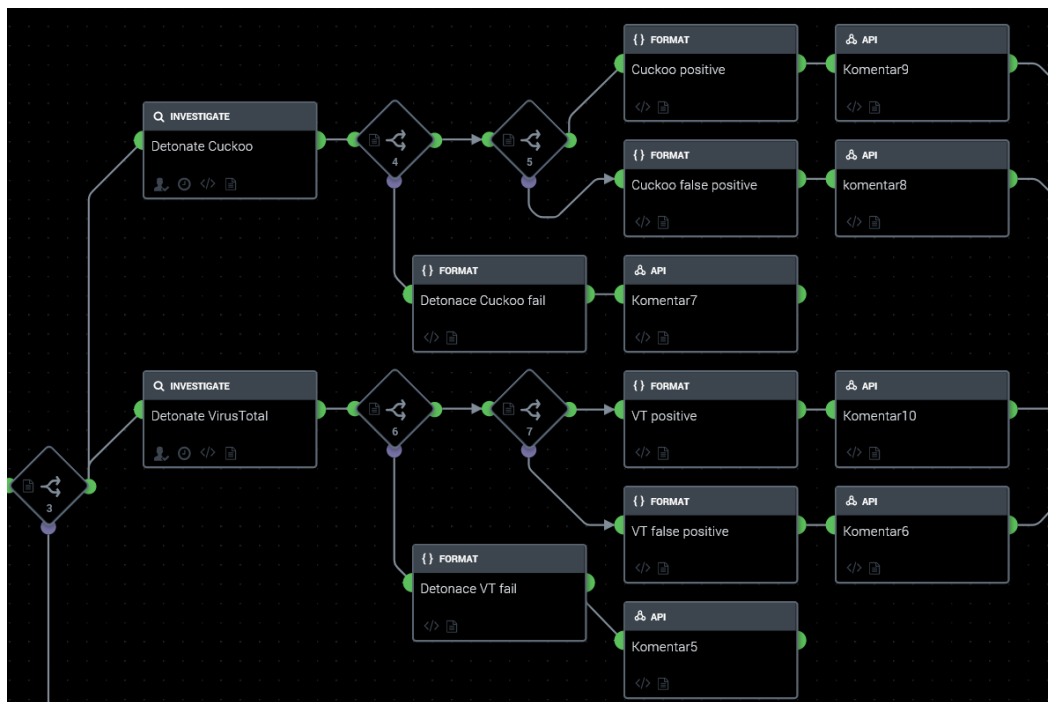 { } FORMAT
Cuckoo positive
API
Komentar9
INVESTIGATE
Detonate Cuckoo
4
5
{ } FORMAT
Cuckoo false positive
API
komentar8
{ } FORMAT
Detonace Cuckoo fail
API
Komentar7
INVESTIGATE
Detonate VirusTotal
6
7
{ } FORMAT
VT positive
API
Komentar10
3
{ } FORMAT
VT false positive
API
Komentar6
{ } FORMAT
Detonace VT fail
API
Komentar5